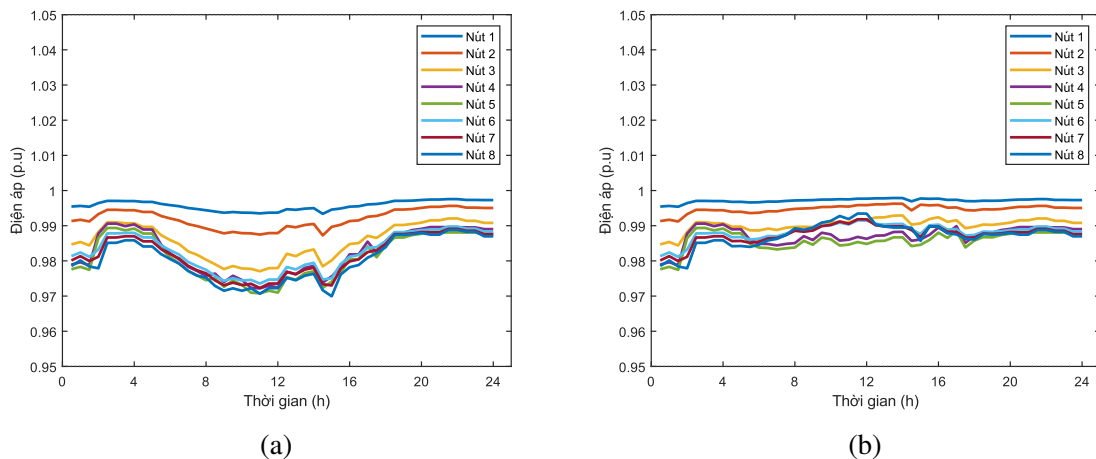 1.05
1.04
1.03
1.02
1.01
1
0.99
0.98
0.97
0.96
0.95
Điện áp (p.u)
0 4 8 12 16 20 24
Thời gian (h)
Nút 1
Nút 2
Nút 3
Nút 4
Nút 5
Nút 6
Nút 7
Nút 8
(a)
1.05
1.04
1.03
1.02
1.01
1
0.99
0.98
0.97
0.96
0.95
Điện áp (p.u)
0 4 8 12 16 20 24
Thời gian (h)
Nút 1
Nút 2
Nút 3
Nút 4
Nút 5
Nút 6
Nút 7
Nút 8
(b)